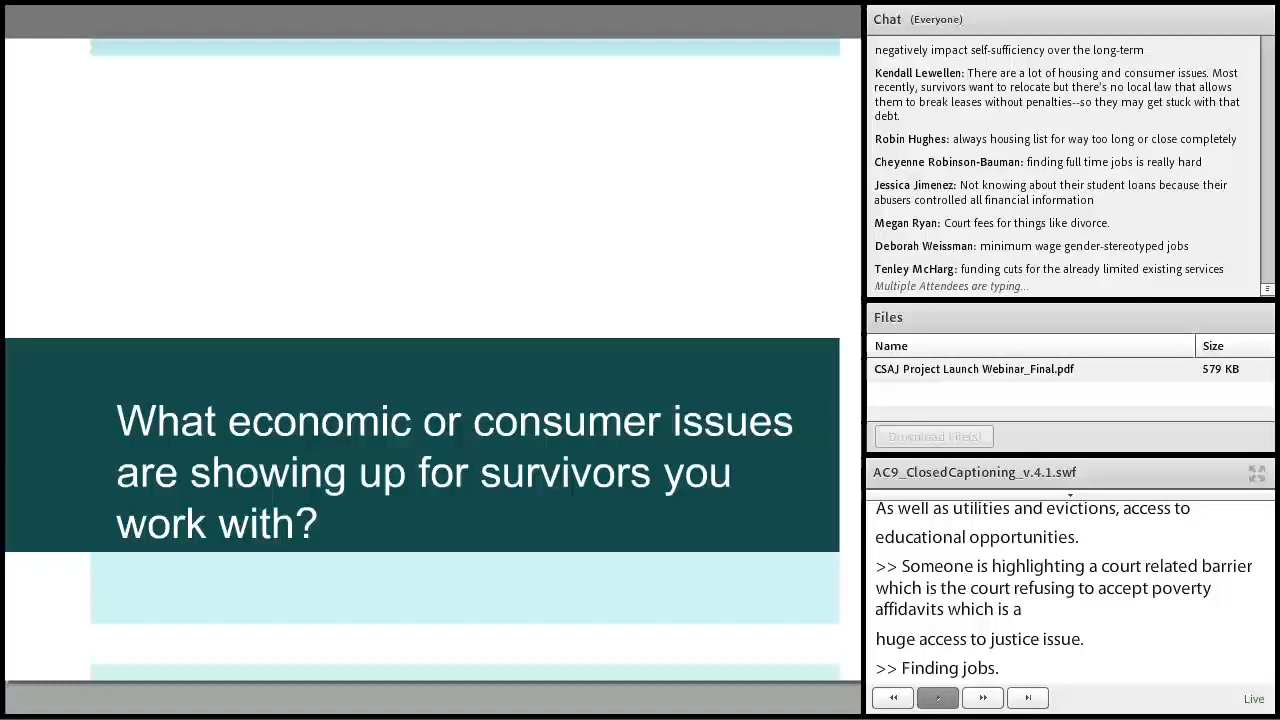 What economic or consumer issues
are showing up for survivors you
work with?
Chat (Everyone)
negatively impact self-sufficiency over the long-term
Kendall Lewellen: There are a lot of housing and consumer issues. Most
recently, survivors want to relocate but there's no local law that allows
them to break leases without penalties--so they may get stuck with that
debt.
Robin Hughes: always housing list for way too long or close completely
Cheyenne Robinson-Bauman: finding full time jobs is really hard
Jessica Jimenez: Not knowing about their student loans because their
abusers controlled all financial information
Megan Ryan: Court fees for things like divorce.
Deborah Weissman: minimum wage gender-stereotyped jobs
Tenley McHarg: funding cuts for the already limited existing services
Multiple Attendees are typing...
Files
Name Size
CSAJ Project Launch Webinar_Final.pdf 579 KB
Download File(s)
AC9_ClosedCaptioning_v.4.1.swf
As well as utilities and evictions, access to
educational opportunities.
>> Someone is highlighting a court related barrier
which is the court refusing to accept poverty
affidavits which is a
huge access to justice issue.
>> Finding jobs.
Live